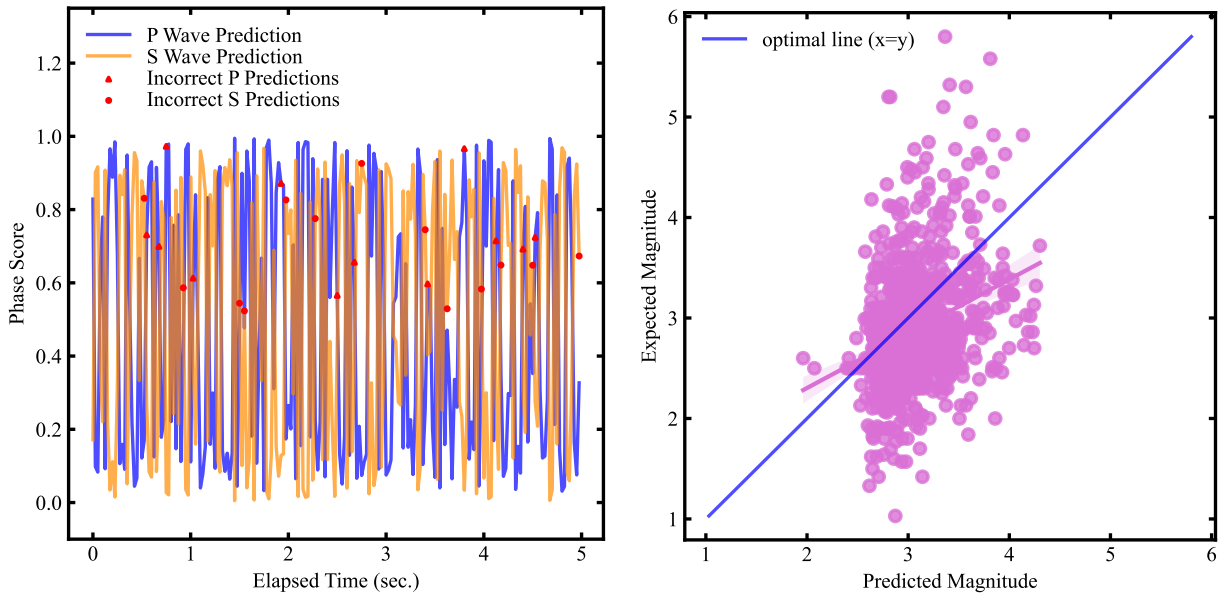 P Wave Prediction
S Wave Prediction
Incorrect P Predictions
Incorrect S Predictions
1.2
1.0
0.8
0.6
0.4
0.2
0.0
Phase Score
0 1 2 3 4 5
Elapsed Time (sec.)
optimal line (x=y)
6
5
4
3
2
1
Expected Magnitude
1 2 3 4 5 6
Predicted Magnitude